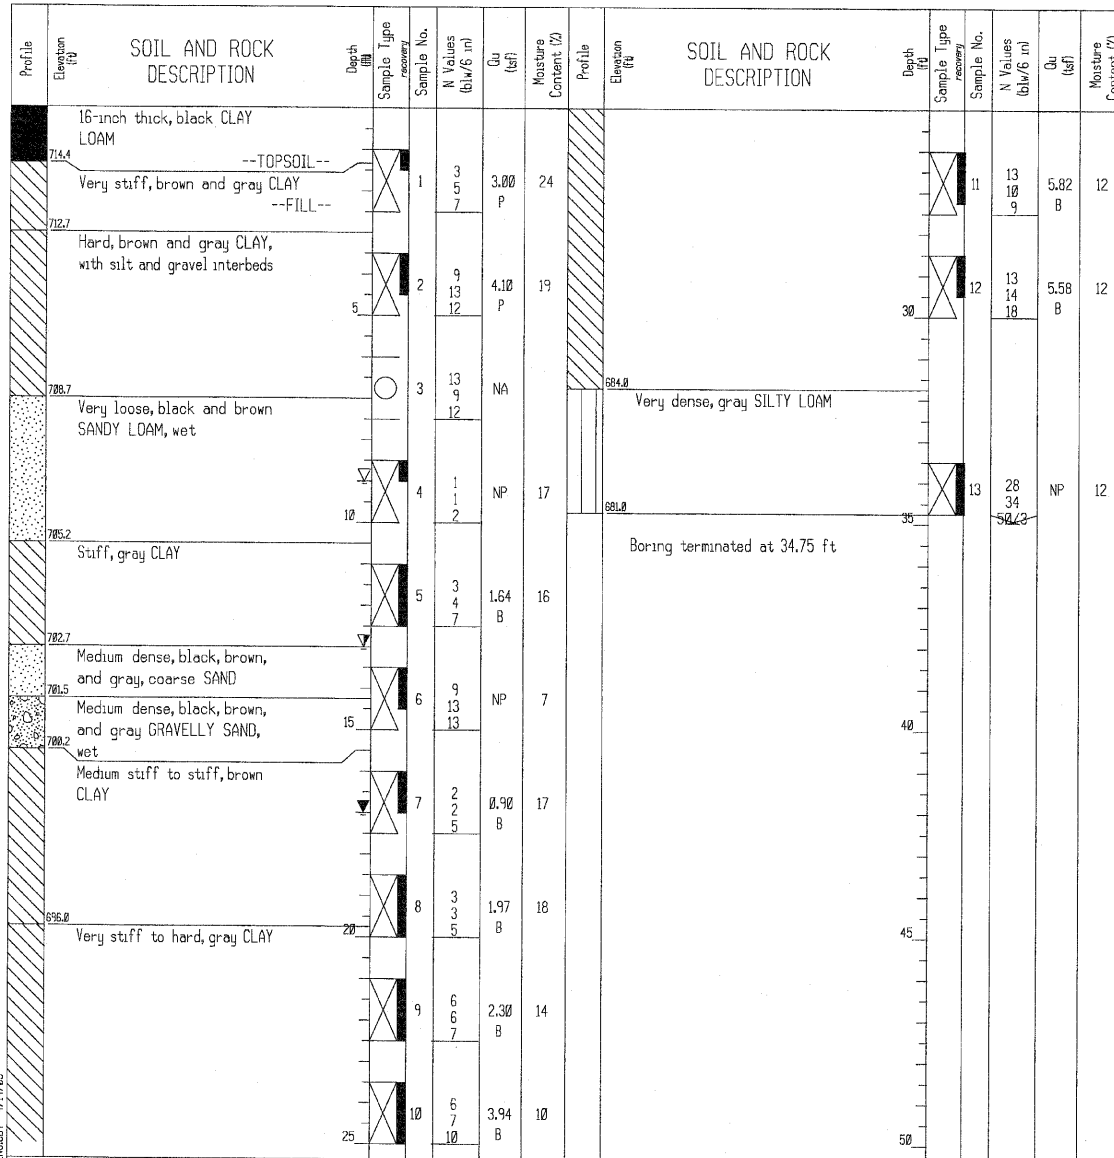 Profile
Elevation
(ft)
SOIL AND ROCK
DESCRIPTION
Depth
(ft)
Sample Type
recovery
Sample No.
N Values
(blw/6 in)
Qu
(tsf)
Moisture
Content (%)
Profile
Elevation
(ft)
SOIL AND ROCK
DESCRIPTION
Depth
(ft)
Sample Type
recovery
Sample No.
N Values
(blw/6 in)
Qu
(tsf)
Moisture
Content (%)
16-inch thick, black CLAY
LOAM
714.4
--TOPSOIL--
Very stiff, brown and gray CLAY
--FILL--
1
3
5
7
3.00
P
24
712.7
Hard, brown and gray CLAY,
with silt and gravel interbeds
2
9
13
12
4.10
P
19
5
3
13
9
12
NA
708.7
Very loose, black and brown
SANDY LOAM, wet
4
1
1
2
NP
17
10
705.2
Stiff, gray CLAY
5
3
4
7
1.64
B
16
702.7
Medium dense, black, brown,
and gray, coarse SAND
6
9
13
13
NP
7
701.5
Medium dense, black, brown,
and gray GRAVELLY SAND,
wet
15
700.2
Medium stiff to stiff, brown
CLAY
7
2
2
5
0.90
B
17
8
3
3
5
1.97
B
18
696.0
20
Very stiff to hard, gray CLAY
9
6
6
7
2.30
B
14
10
6
7
10
3.94
B
10
25
11
13
10
9
5.82
B
12
12
13
14
18
5.58
B
12
30
684.0
Very dense, gray SILTY LOAM
13
28
34
50/3
NP
12
681.0
35
Boring terminated at 34.75 ft
40
45
50